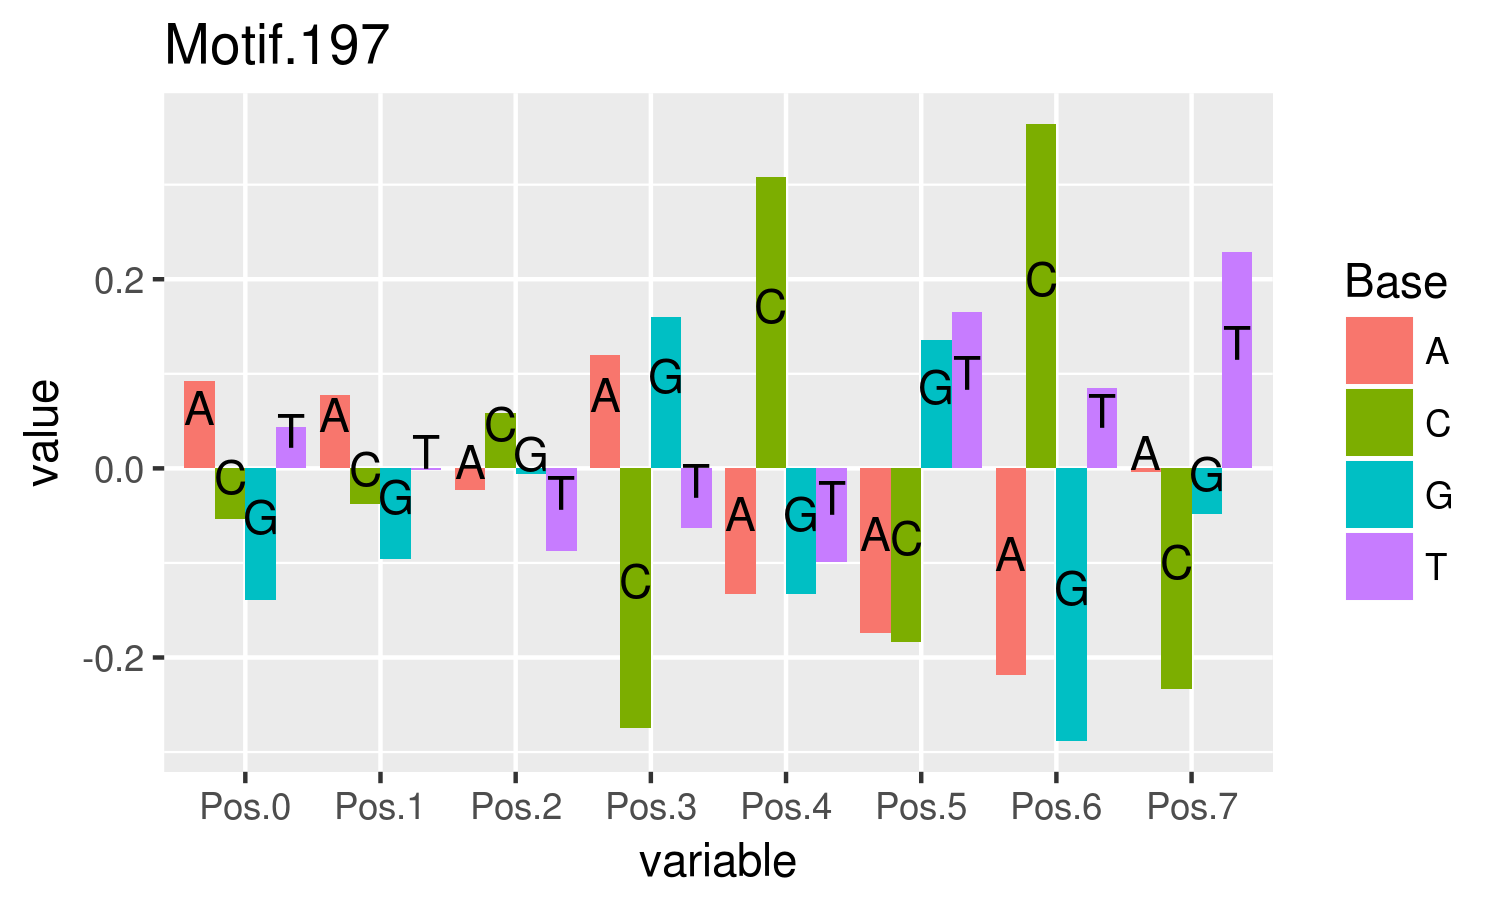 Motif.197
value
0.2
0.0
-0.2
A C G T A C G T A C G T A C G T A C G T A C G T A C G T A C G T
Pos.0 Pos.1 Pos.2 Pos.3 Pos.4 Pos.5 Pos.6 Pos.7
variable
Base
A
C
G
T